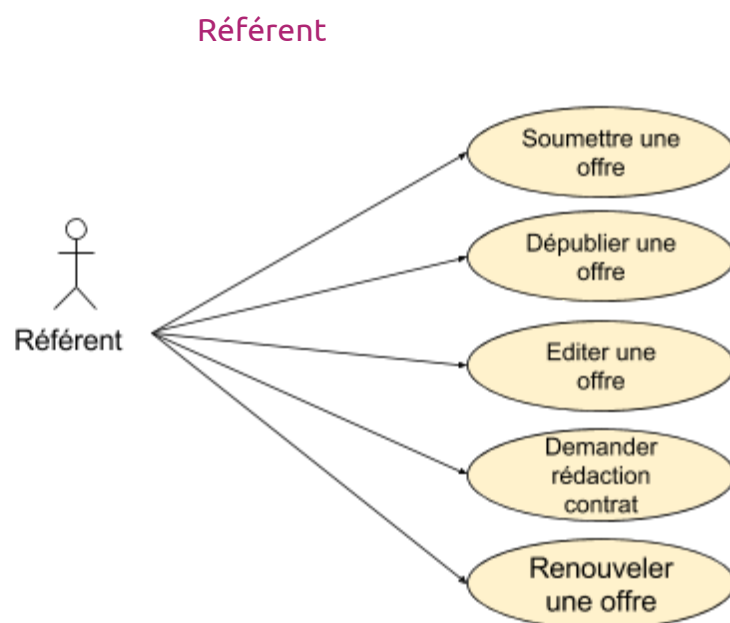 Référent
Soumettre une
offre
Dépublier une
offre
Référent
Editer une
offre
Demander
rédaction
contrat
Renouveler
une offre